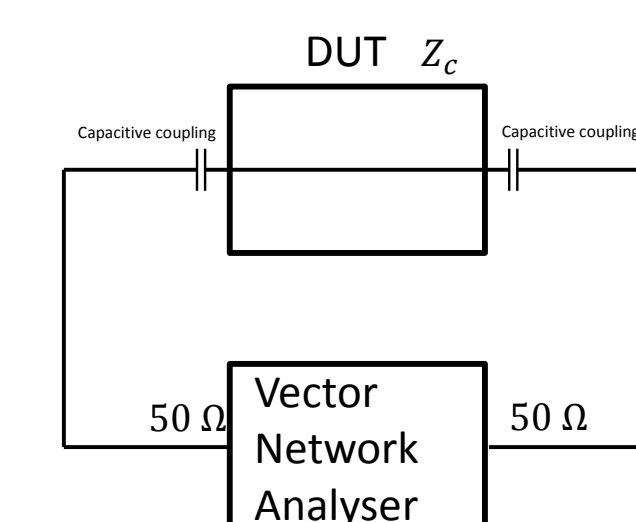 DUT Z_c
Capacitive coupling
Capacitive coupling
50 Ω
Vector
Network
Analyser
50 Ω